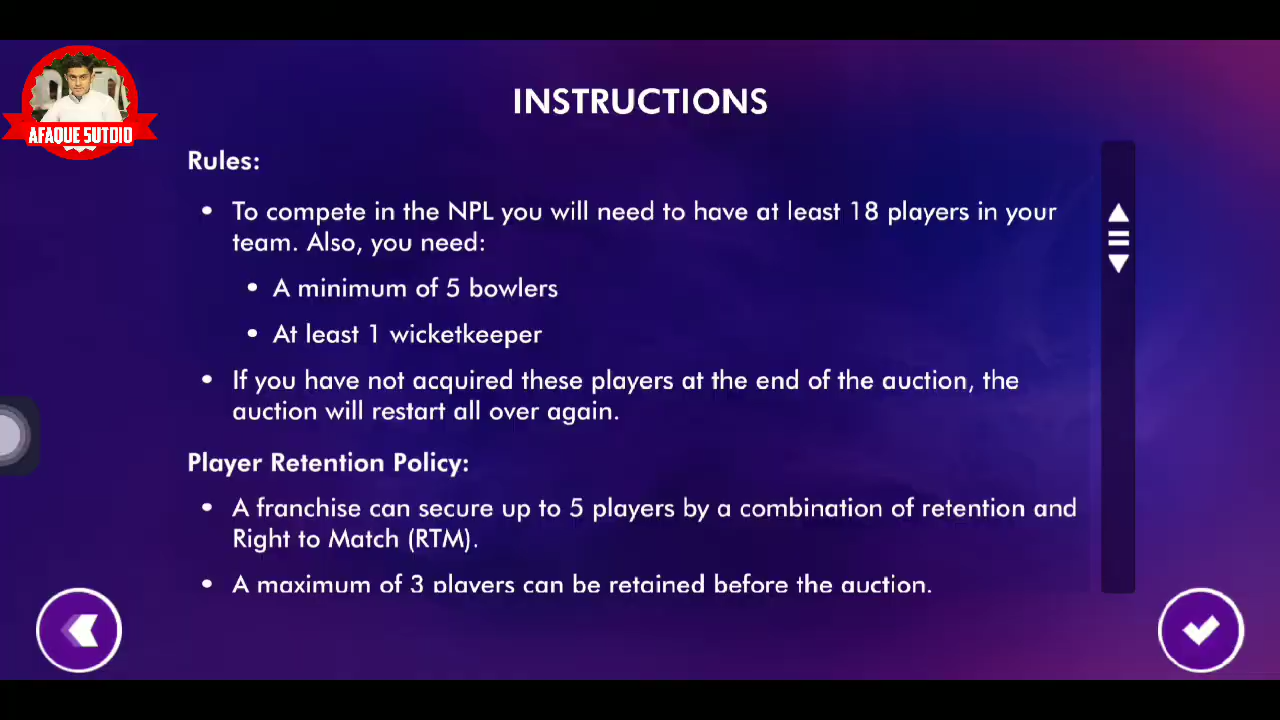 INSTRUCTIONS
AFAQUE SUTDIO
Rules:
• To compete in the NPL you will need to have at least 18 players in your
team. Also, you need:
• A minimum of 5 bowlers
• At least 1 wicketkeeper
• If you have not acquired these players at the end of the auction, the
auction will restart all over again.
Player Retention Policy:
• A franchise can secure up to 5 players by a combination of retention and
Right to Match (RTM).
• A maximum of 3 players can be retained before the auction.